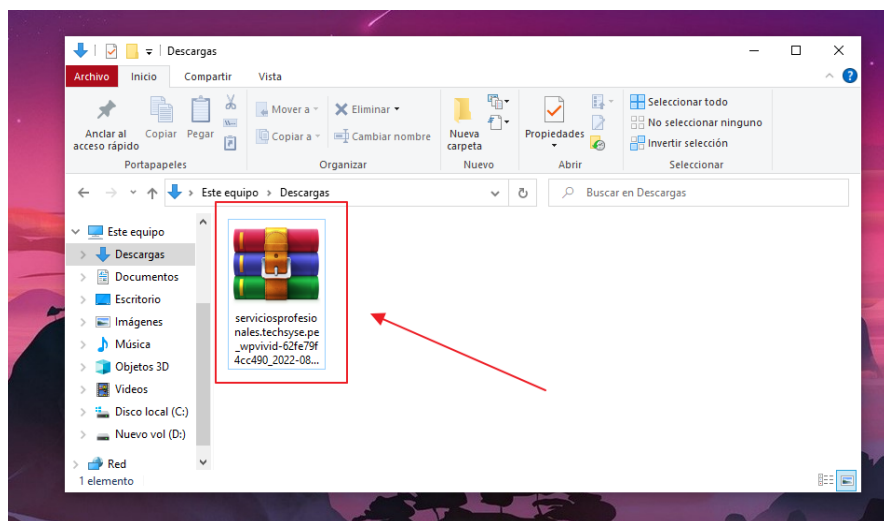 Descargas
Archivo Inicio Compartir Vista
Anclar al acceso rápido
Copiar
Pegar
Portapapeles
Mover a
Copiar a
Eliminar
Cambiar nombre
Organizar
Nueva carpeta
Nuevo
Propiedades
Abrir
Seleccionar todo
No seleccionar ninguno
Invertir selección
Seleccionar
Este equipo > Descargas
Buscar en Descargas
Este equipo
Descargas
Documentos
Escritorio
Imágenes
Música
Objetos 3D
Videos
Disco local (C:)
Nuevo vol (D:)
Red
serviciosprofesio
nales.techsyse.pe
_wpvivid-62fe79f
4cc490_2022-08...
1 elemento